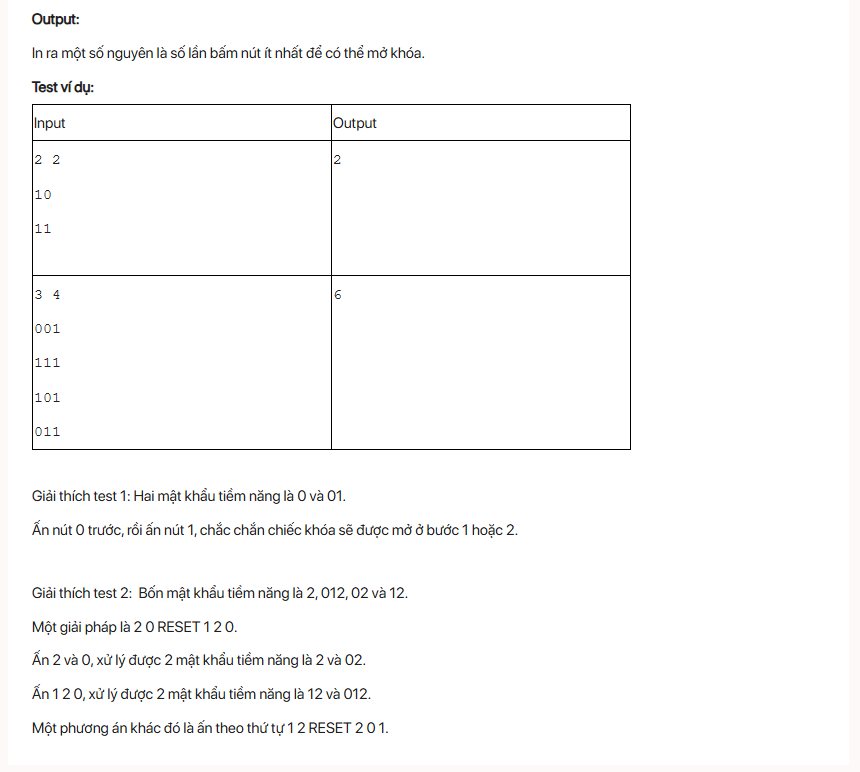 Output:
In ra một số nguyên là số lần bấm nút ít nhất để có thể mở khóa.
Test ví dụ:
Input Output
2 2 2
10
11
3 4 6
001
111
101
011
Giải thích test 1: Hai mật khẩu tiềm năng là 0 và 01.
Ấn nút 0 trước, rồi ấn nút 1, chắc chắn chiếc khóa sẽ được mở ở bước 1 hoặc 2.
Giải thích test 2: Bốn mật khẩu tiềm năng là 2, 012, 02 và 12.
Một giải pháp là 2 0 RESET 1 2 0.
Ấn 2 và 0, xử lý được 2 mật khẩu tiềm năng là 2 và 02.
Ấn 1 2 0, xử lý được 2 mật khẩu tiềm năng là 12 và 012.
Một phương án khác đó là ấn theo thứ tự 1 2 RESET 2 0 1.